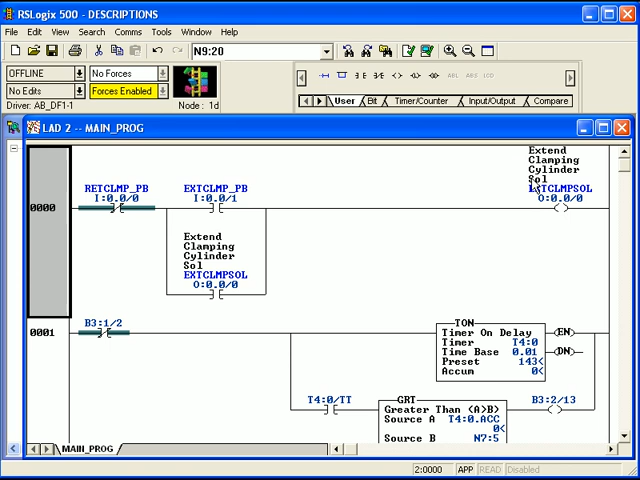 RSLogix 500 - DESCRIPTIONS
File Edit View Search Comms Tools Window Help
N9:20
OFFLINE No Forces
No Edits Forces Enabled
Driver: AB_DF1-1 Node: 1d
ABL ABS
User Bit Timer/Counter Input/Output Compare
LAD 2 -- MAIN_PROG
Extend
Clamping
Cylinder
Sol
RETCLMP_PB EXTCLMP_PB EXTCLMPSOL
I:0.0/0 I:0.0/1 O:0.0/0
0000
Extend
Clamping
Cylinder
Sol
EXTCLMPSOL
O:0.0/0
B3:1/2 TON
0001 Timer On Delay EN
Timer T4:0
Time Base 0.01 DN
Preset 143<
Accum 0<
T4:0/TT GRT B3:2/13
Greater Than (A>B)
Source A T4:0.ACC
0<
Source B N7:5
MAIN_PROG
2:0000 APP READ Disabled